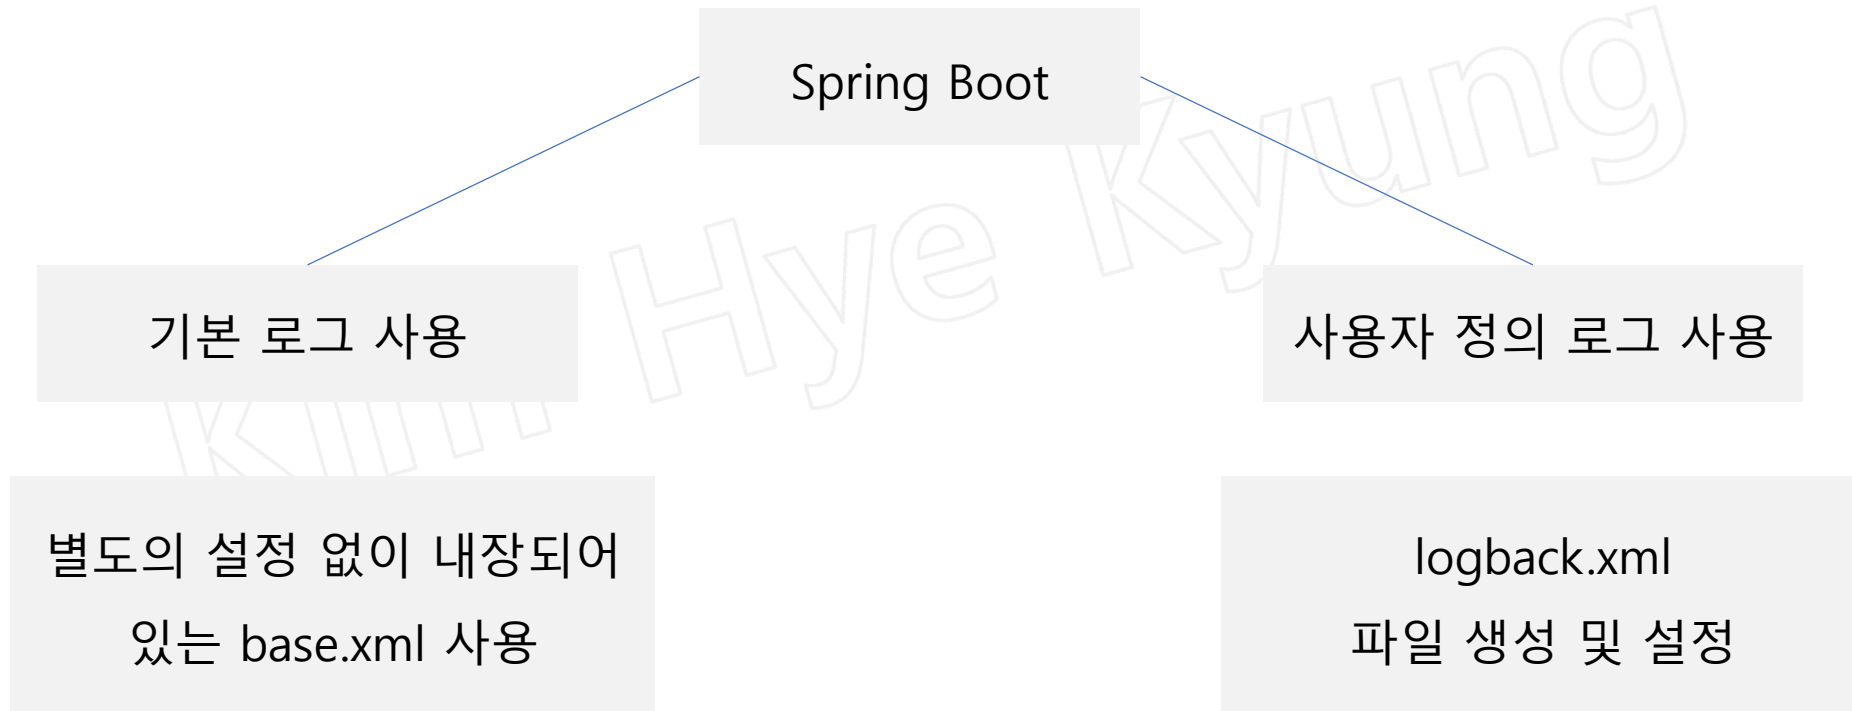 Spring Boot
기본 로그 사용
사용자 정의 로그 사용
별도의 설정 없이 내장되어
있는 base.xml 사용
logback.xml
파일 생성 및 설정
Kim Hye Kyung